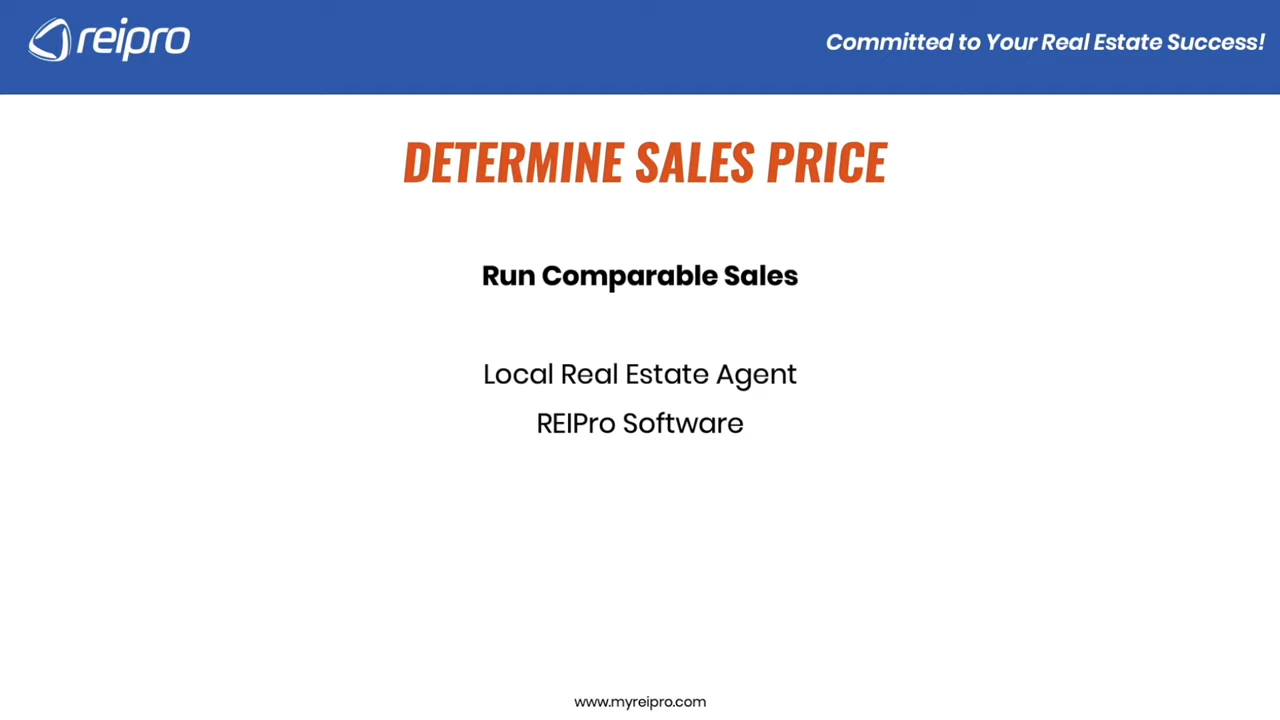 reipro
Committed to Your Real Estate Success!
DETERMINE SALES PRICE
Run Comparable Sales
Local Real Estate Agent
REIPro Software
www.myreipro.com